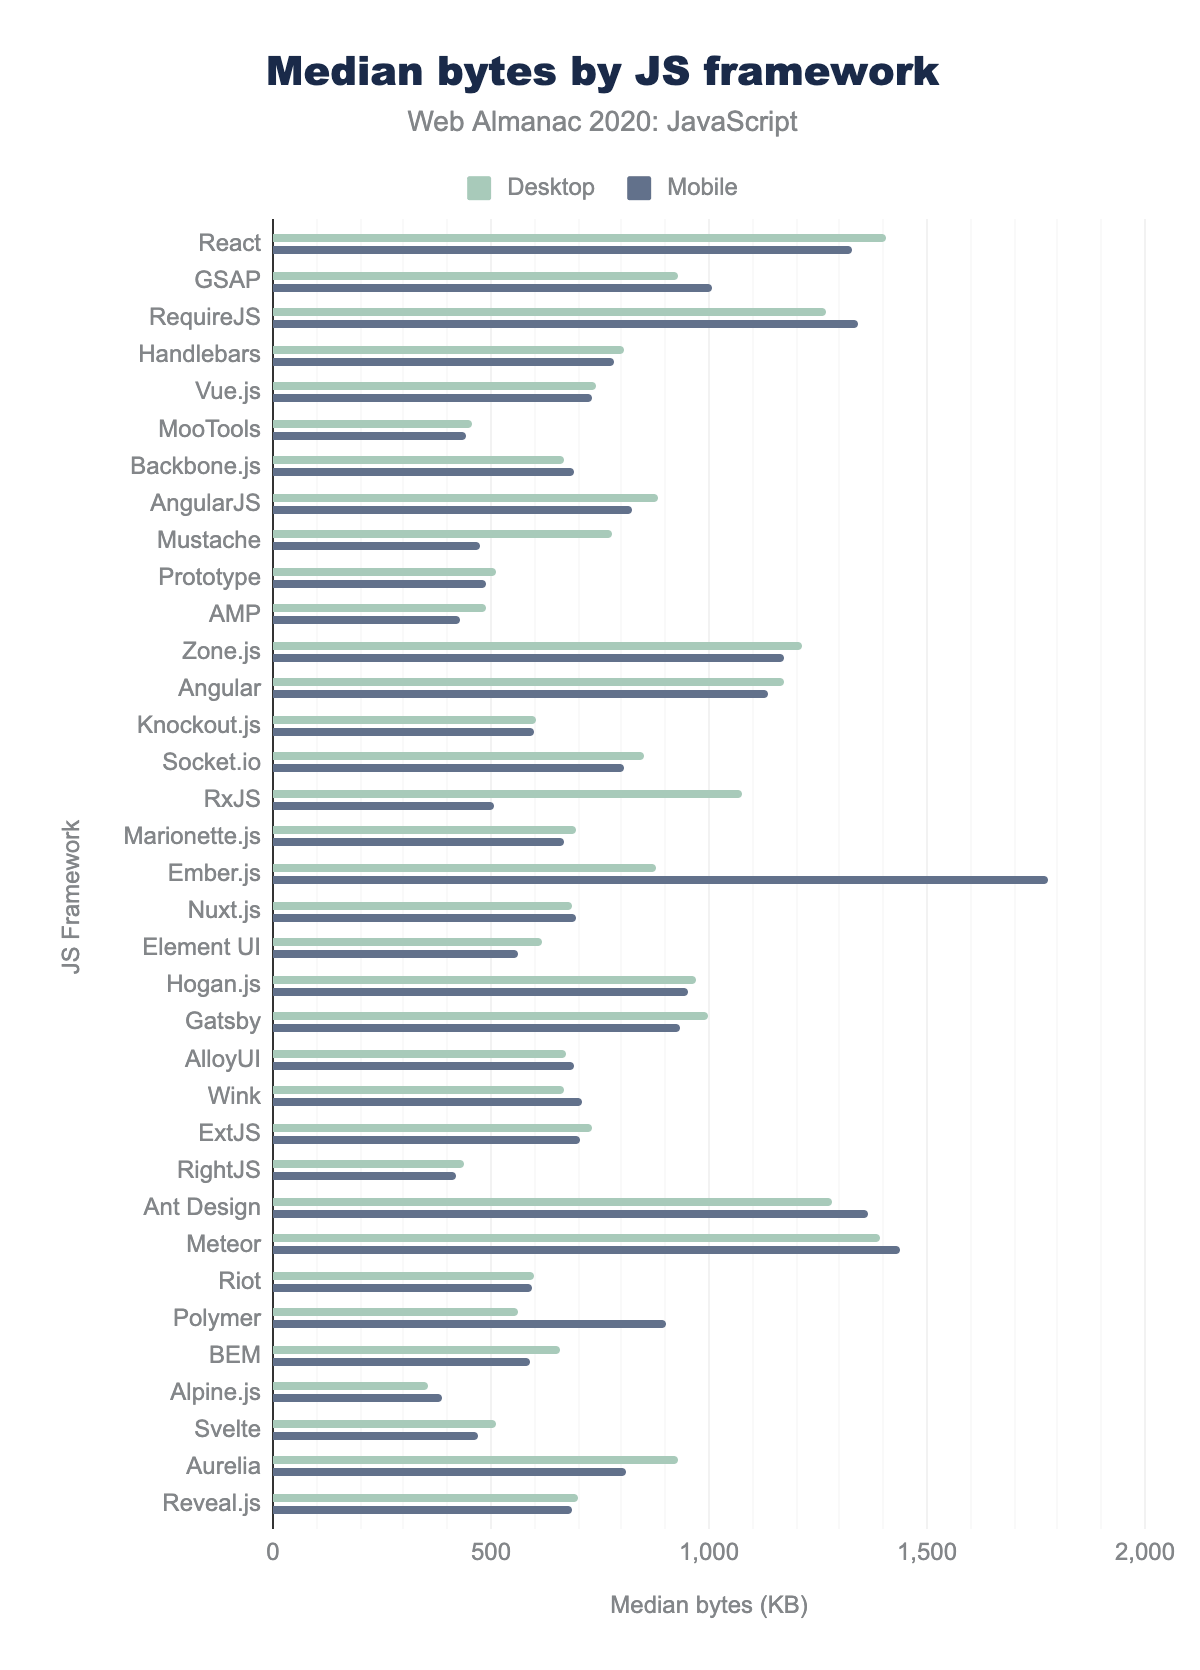 Median bytes by JS framework
Web Almanac 2020: JavaScript
Desktop Mobile
React
GSAP
RequireJS
Handlebars
Vue.js
MooTools
Backbone.js
AngularJS
Mustache
Prototype
AMP
Zone.js
Angular
Knockout.js
Socket.io
RxJS
Marionette.js
Ember.js
Nuxt.js
Element UI
Hogan.js
Gatsby
AlloyUI
Wink
ExtJS
RightJS
Ant Design
Meteor
Riot
Polymer
BEM
Alpine.js
Svelte
Aurelia
Reveal.js
JS Framework
0 500 1,000 1,500 2,000
Median bytes (KB)